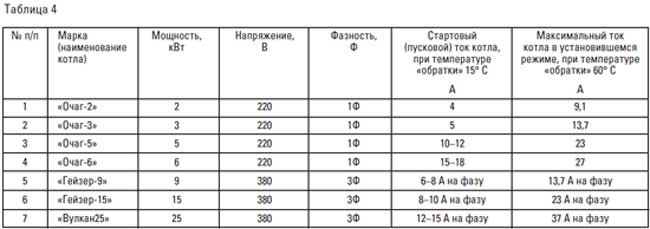 Таблица 4
№ п/п | Марка (наименование котла) | Мощность, кВт | Напряжение, В | Фазность, Ф | Стартовый (пусковой) ток котла, при температуре «обратки» 15° С А | Максимальный ток котла в установившемся режиме, при температуре «обратки» 60° С А
1 | «Очаг-2» | 2 | 220 | 1Ф | 4 | 9,1
2 | «Очаг-3» | 3 | 220 | 1Ф | 5 | 13,7
3 | «Очаг-5» | 5 | 220 | 1Ф | 10–12 | 23
4 | «Очаг-6» | 6 | 220 | 1Ф | 15–18 | 27
5 | «Гейзер-9» | 9 | 380 | 3Ф | 6–8 А на фазу | 13,7 А на фазу
6 | «Гейзер-15» | 15 | 380 | 3Ф | 8–10 А на фазу | 23 А на фазу
7 | «Вулкан25» | 25 | 380 | 3Ф | 12–15 А на фазу | 37 А на фазу